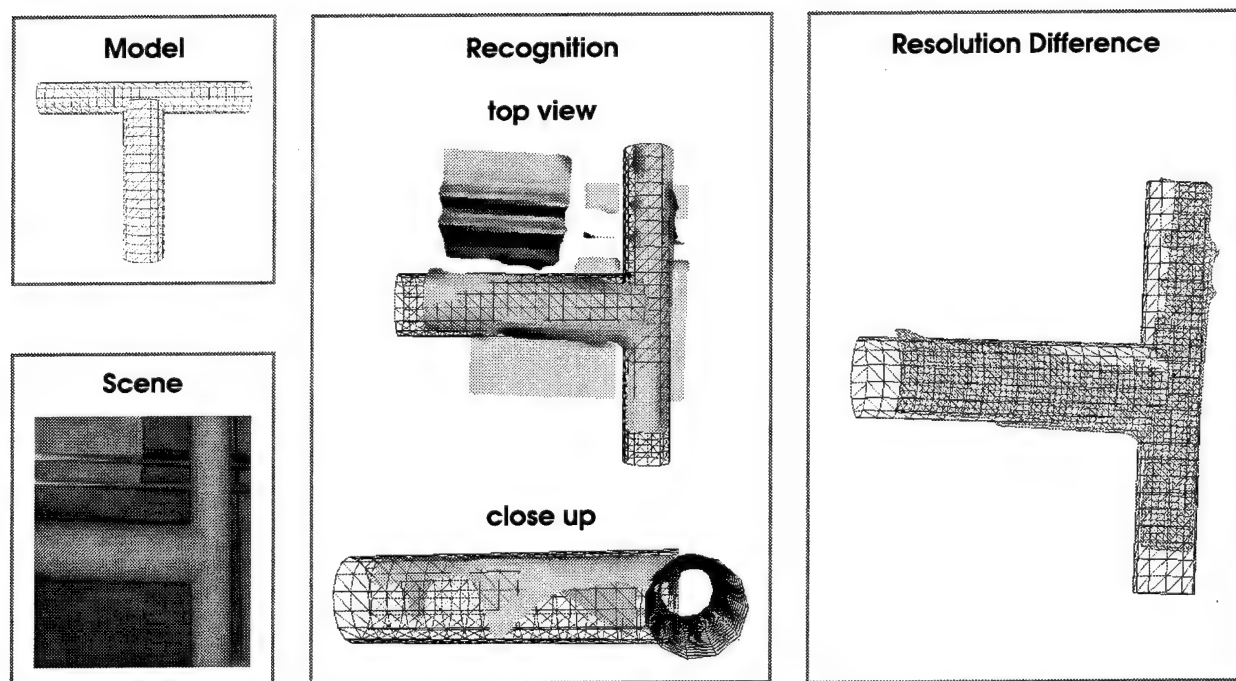 Model
Recognition
top view
close up
Resolution Difference
Scene